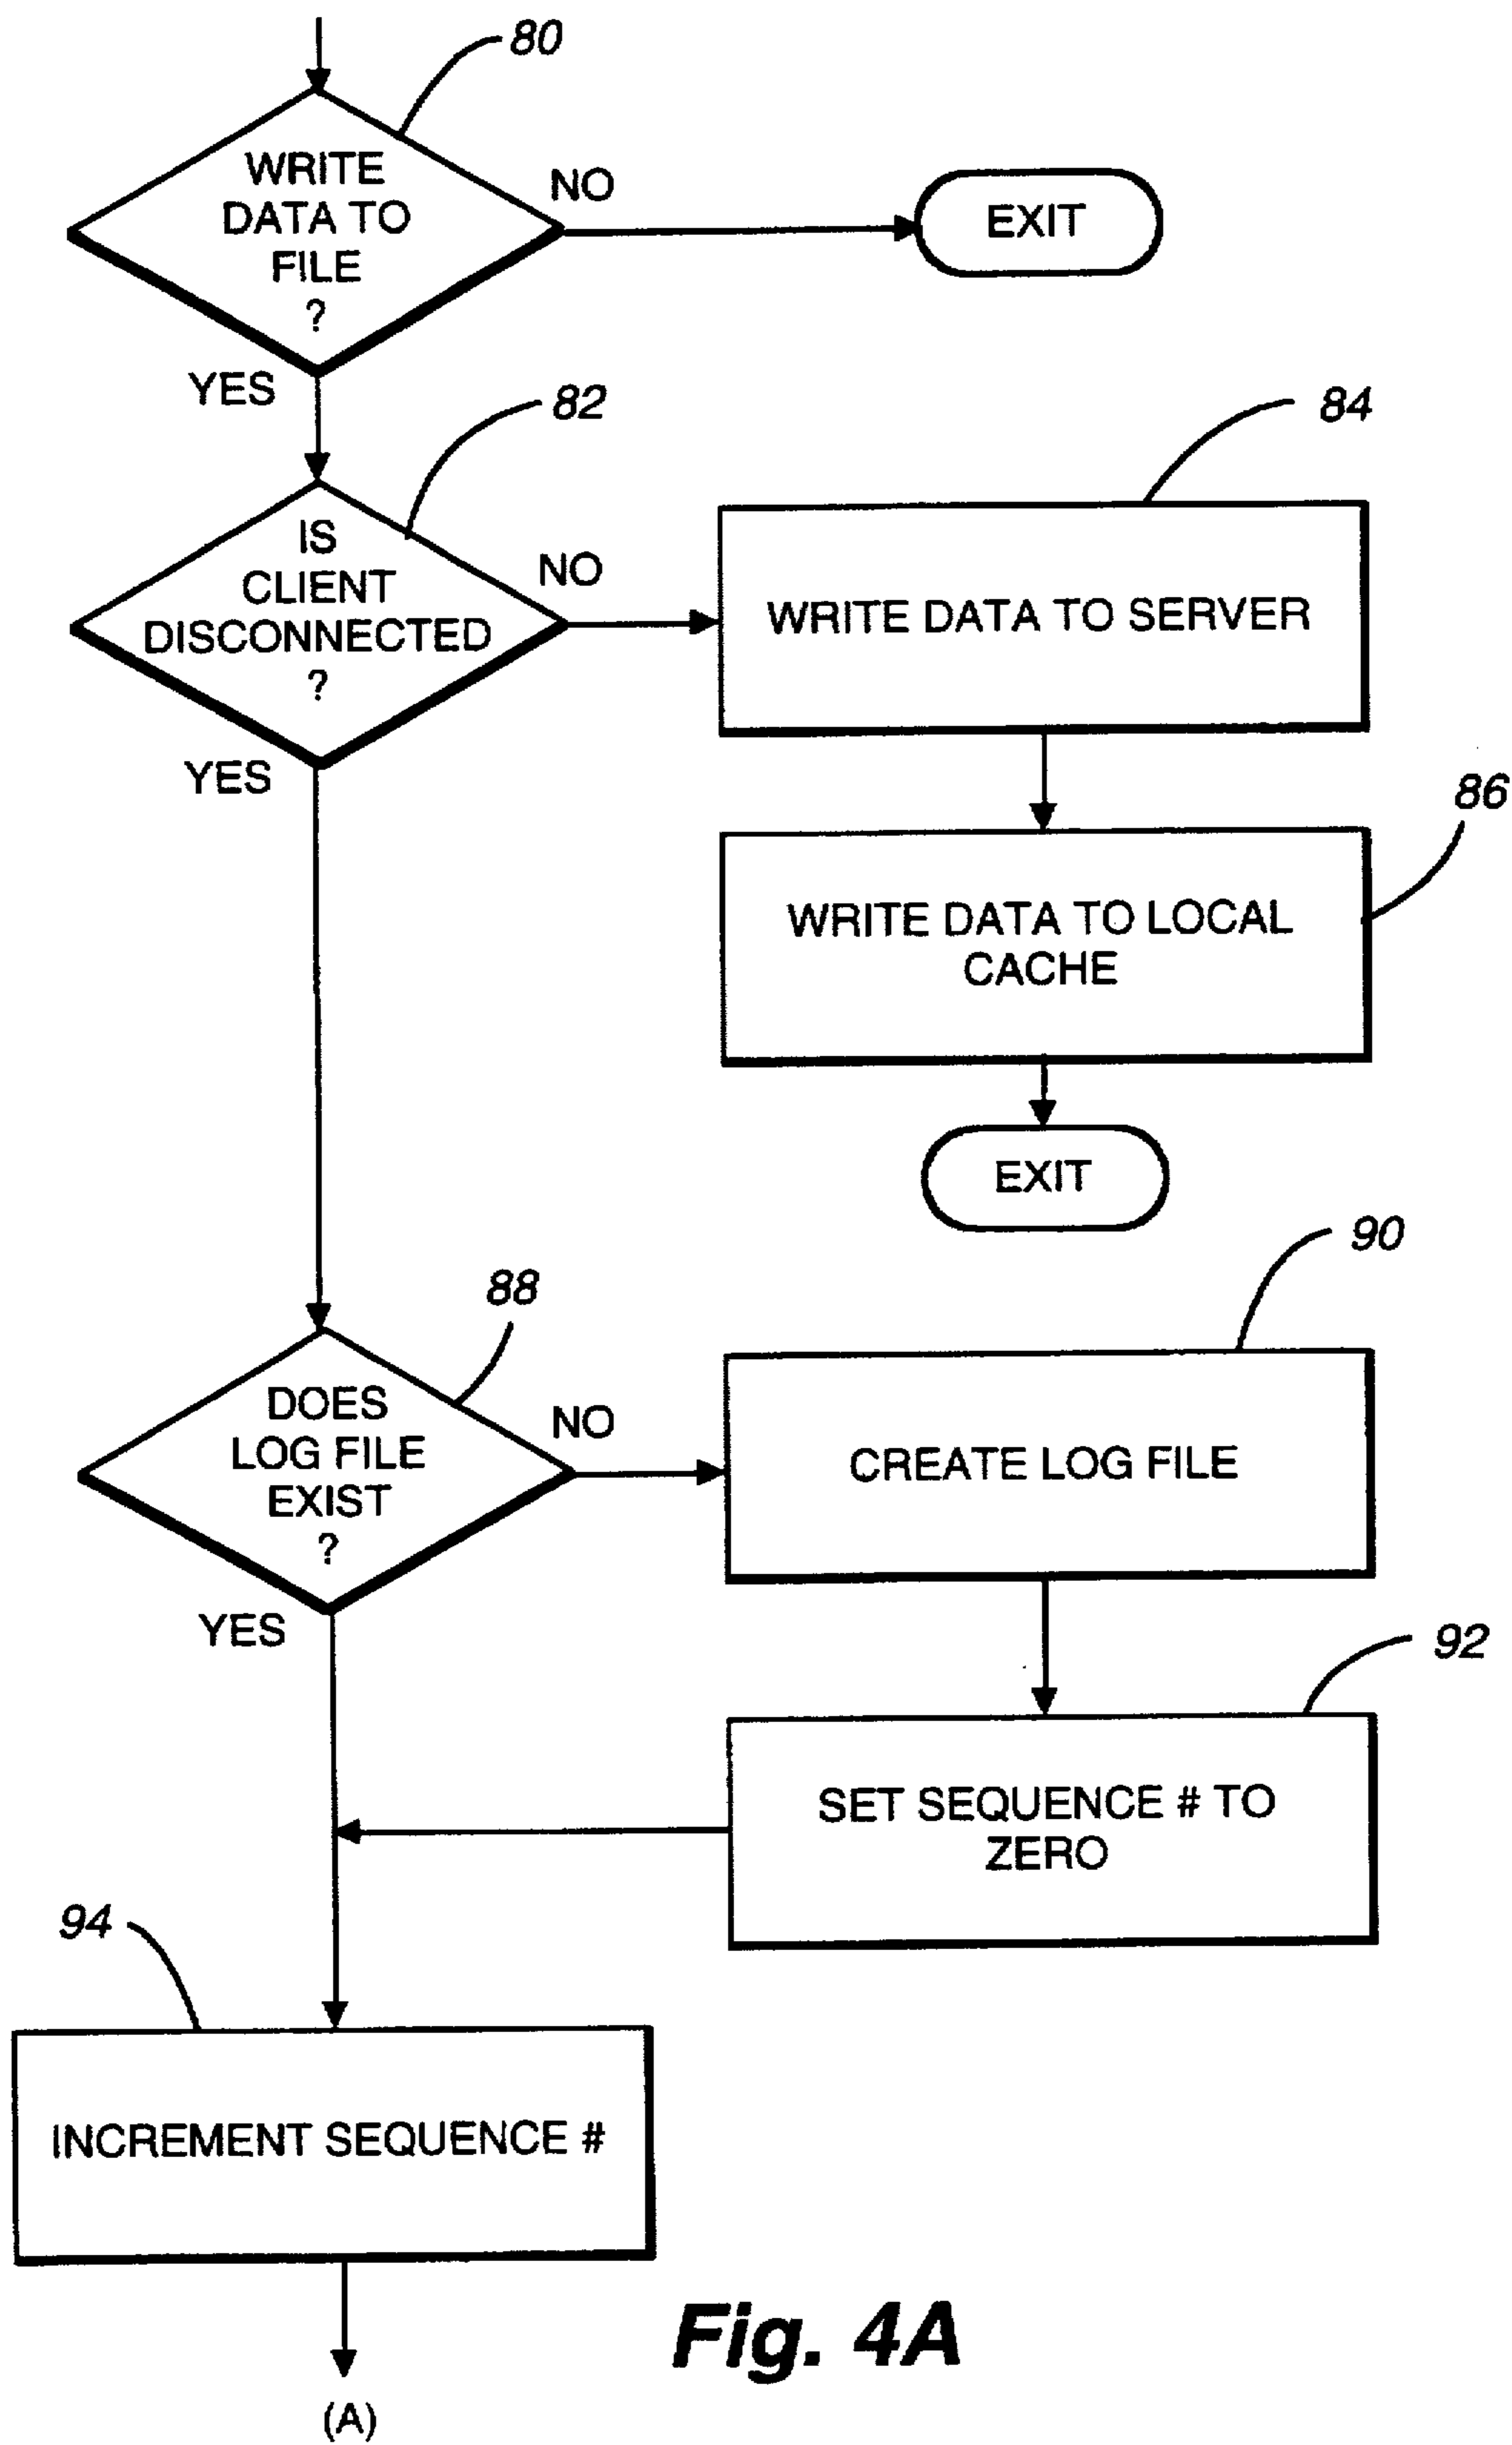 80
WRITE
DATA TO
FILE
?
NO
EXIT
YES
82
IS
CLIENT
DISCONNECTED
?
NO
84
WRITE DATA TO SERVER
YES
86
WRITE DATA TO LOCAL
CACHE
EXIT
88
DOES
LOG FILE
EXIST
?
NO
90
CREATE LOG FILE
YES
92
SET SEQUENCE # TO
ZERO
94
INCREMENT SEQUENCE #
(A)
Fig. 4A